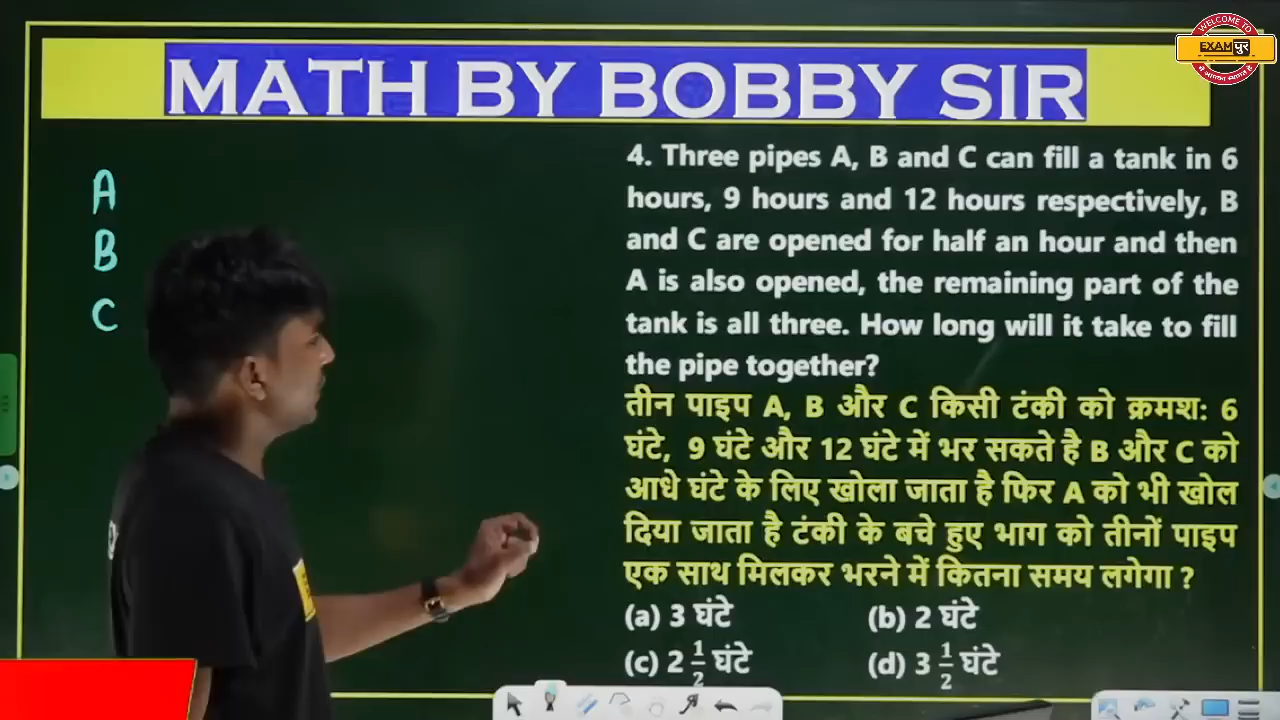 WELCOME TO
EXAMपुर
MATH BY BOBBY SIR
A
B
C
4. Three pipes A, B and C can fill a tank in 6
hours, 9 hours and 12 hours respectively, B
and C are opened for half an hour and then
A is also opened, the remaining part of the
tank is all three. How long will it take to fill
the pipe together?
तीन पाइप A, B और C किसी टंकी को क्रमश: 6
घंटे, 9 घंटे और 12 घंटे में भर सकते है B और C को
आधे घंटे के लिए खोला जाता है फिर A को भी खोल
दिया जाता है टंकी के बचे हुए भाग को तीनों पाइप
एक साथ मिलकर भरने में कितना समय लगेगा ?
(a) 3 घंटे (b) 2 घंटे
(c) 2 1/2 घंटे (d) 3 1/2 घंटे